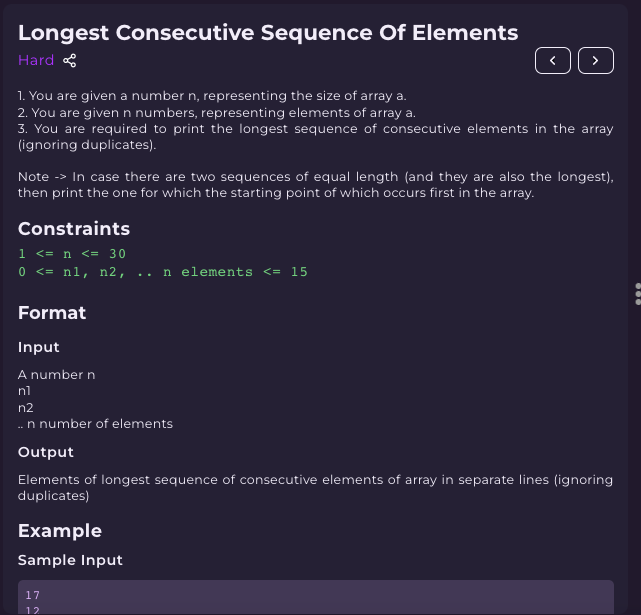 Longest Consecutive Sequence Of Elements
Hard
1. You are given a number n, representing the size of array a.
2. You are given n numbers, representing elements of array a.
3. You are required to print the longest sequence of consecutive elements in the array
(ignoring duplicates).
Note -> In case there are two sequences of equal length (and they are also the longest),
then print the one for which the starting point of which occurs first in the array.
Constraints
1 <= n <= 30
0 <= n1, n2, .. n elements <= 15
Format
Input
A number n
n1
n2
.. n number of elements
Output
Elements of longest sequence of consecutive elements of array in separate lines (ignoring
duplicates)
Example
Sample Input
17
12